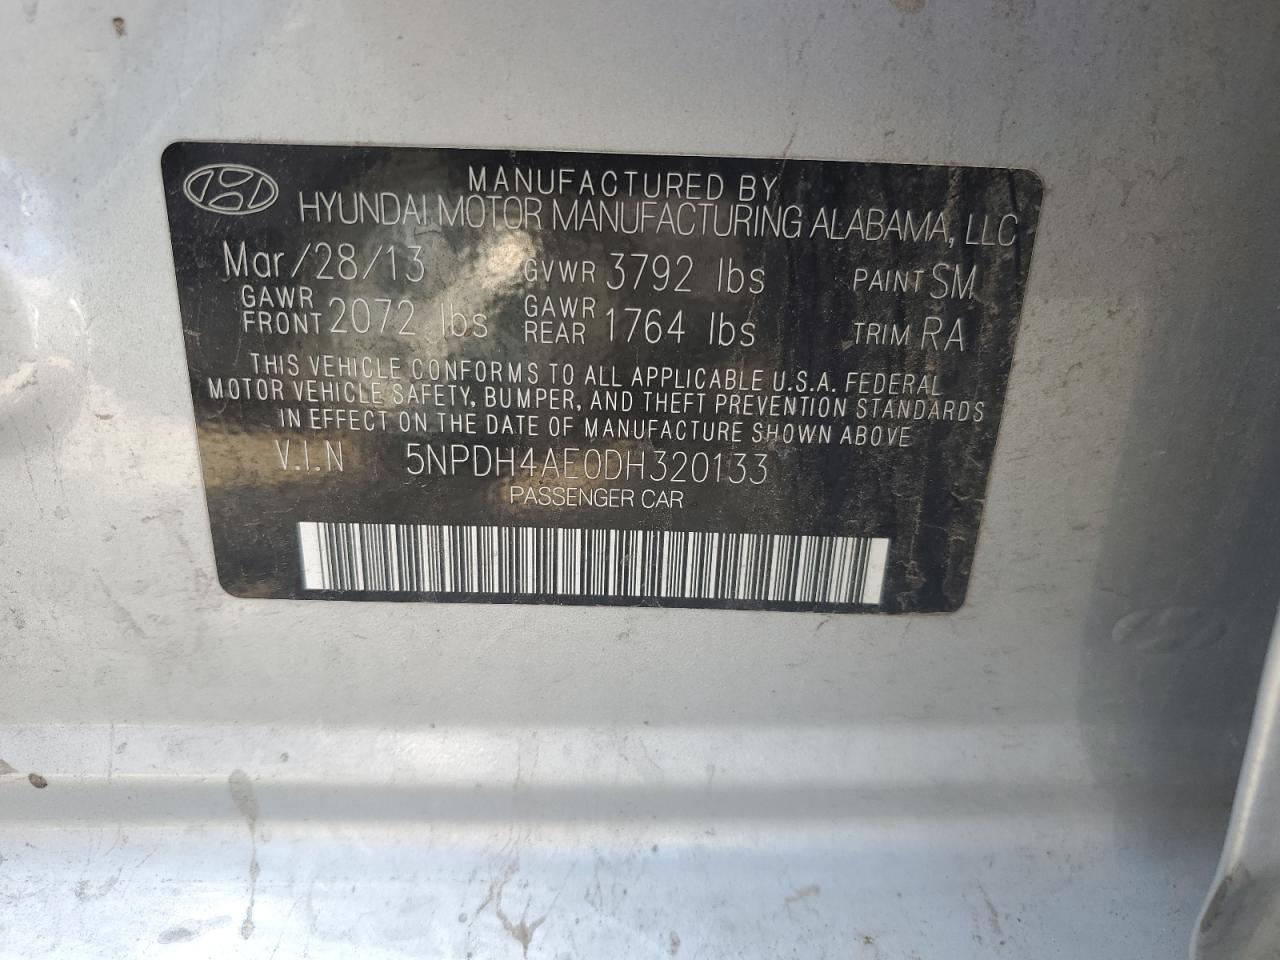 MANUFACTURED BY
HYUNDAI MOTOR MANUFACTURING ALABAMA, LLC
Mar/28/13 GVWR 3792 lbs PAINT SM
GAWR FRONT 2072 lbs GAWR REAR 1764 lbs TRIM RA
THIS VEHICLE CONFORMS TO ALL APPLICABLE U.S.A. FEDERAL
MOTOR VEHICLE SAFETY, BUMPER, AND THEFT PREVENTION STANDARDS
IN EFFECT ON THE DATE OF MANUFACTURE SHOWN ABOVE
V.I.N 5NPDH4AE0DH320133
PASSENGER CAR